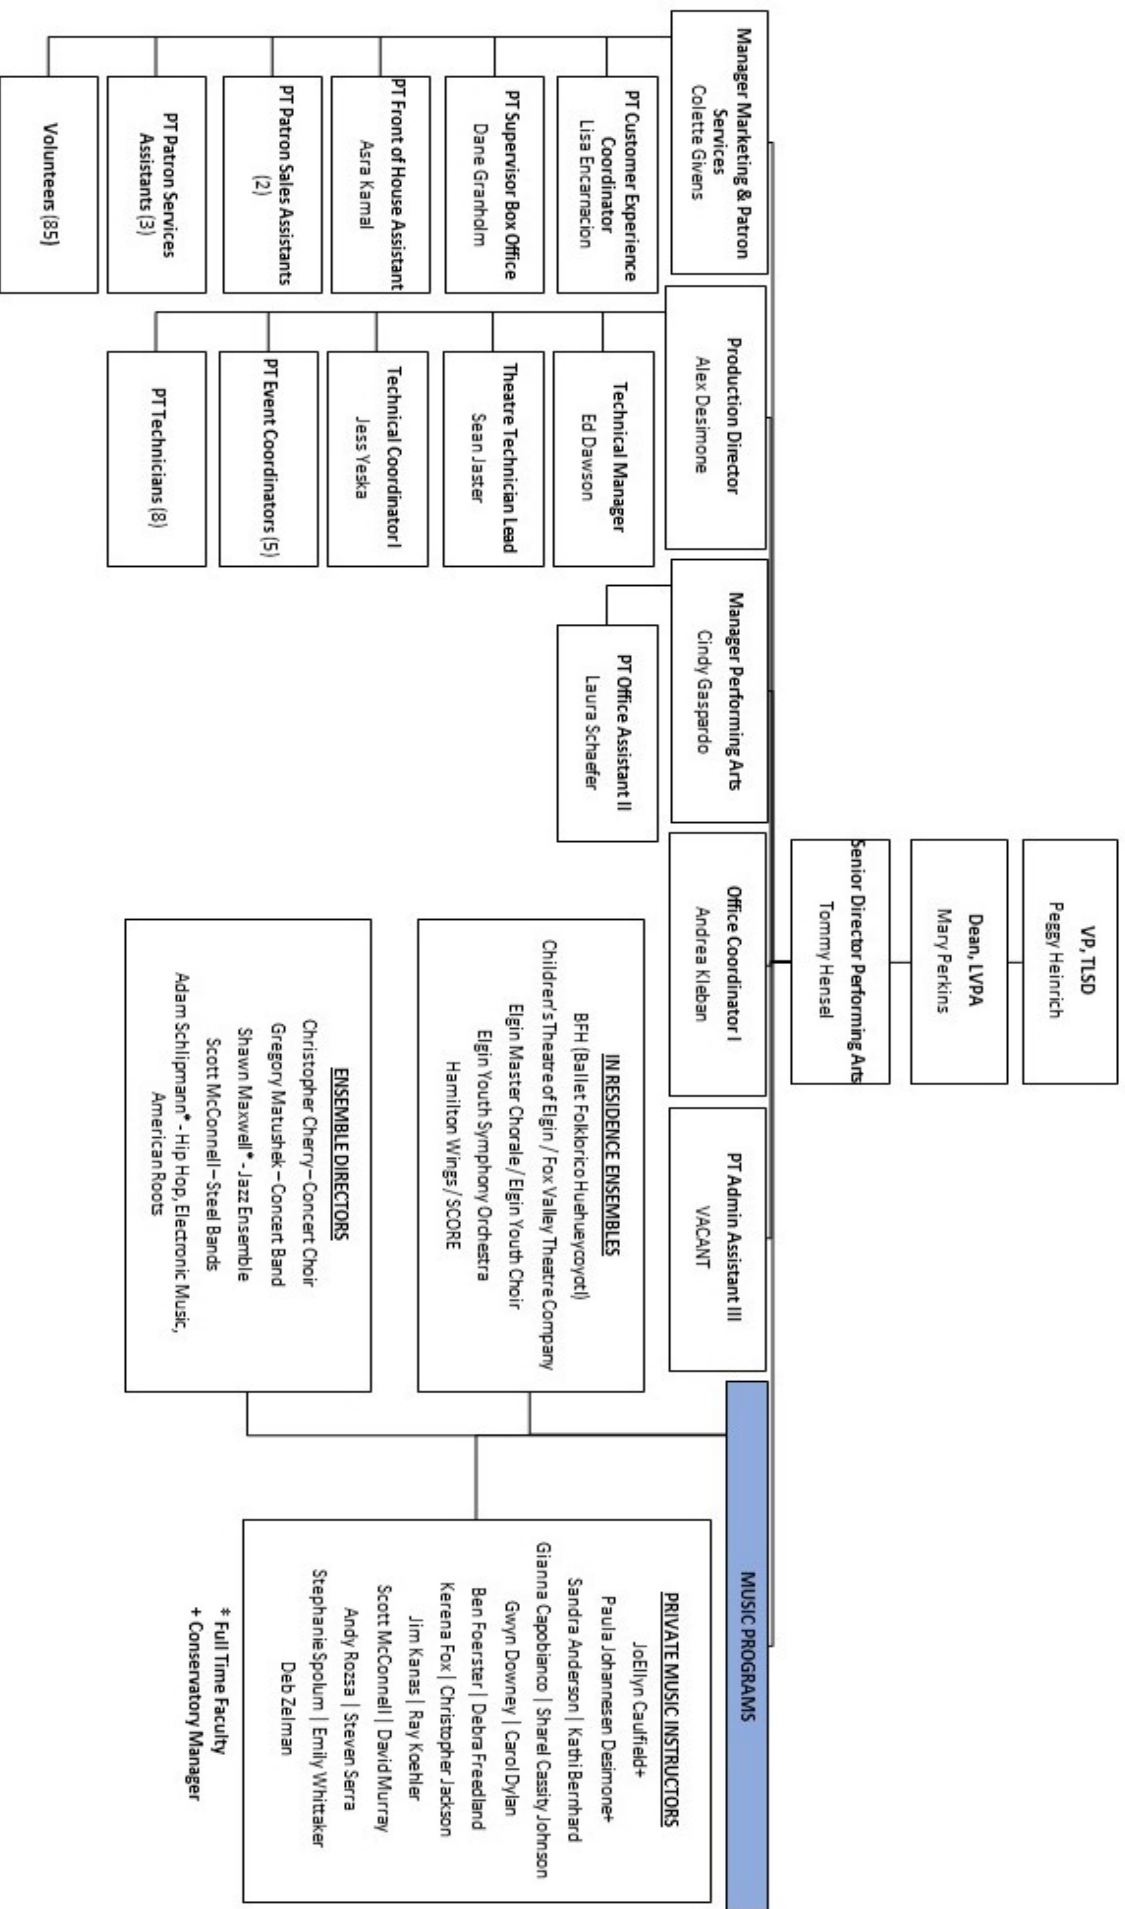 VP, TLSD
Peggy Heinrich
Dean, LVPA
Mary Perkins
Senior Director Performing Arts
Tommy Hensel
Manager Marketing & Patron
Services
Colette Givens
PT Customer Experience
Coordinator
Lisa Encarnacion
PT Supervisor Box Office
Dane Granholm
PT Front of House Assistant
Asra Kamal
PT Patron Sales Assistants
(2)
PT Patron Services
Assistants (3)
Volunteers (85)
Production Director
Alex Desimone
Technical Manager
Ed Dawson
Theatre Technician Lead
Sean Jaster
Technical Coordinator I
Jess Yeska
PT Event Coordinators (5)
PT Technicians (8)
Manager Performing Arts
Cindy Gaspardo
PT Office Assistant II
Laura Schaefer
Office Coordinator I
Andrea Kleban
PT Admin Assistant III
VACANT
MUSIC PROGRAMS
IN RESIDENCE ENSEMBLES
BFH (Ballet Folklorico Huehueycoyotl)
Children's Theatre of Elgin / Fox Valley Theatre Company
Elgin Master Chorale / Elgin Youth Choir
Elgin Youth Symphony Orchestra
Hamilton Wings / SCORE
ENSEMBLE DIRECTORS
Christopher Cherry – Concert Choir
Gregory Matushek – Concert Band
Shawn Maxwell* - Jazz Ensemble
Scott McConnell – Steel Bands
Adam Schlipmann* - Hip Hop, Electronic Music,
American Roots
PRIVATE MUSIC INSTRUCTORS
JoEllyn Caulfield+
Paula Johannesen Desimone+
Sandra Anderson | Kathi Bernhard
Gianna Capobianco | Sharel Cassity Johnson
Gwyn Downey | Carol Dylan
Ben Foerster | Debra Freedland
Kerena Fox | Christopher Jackson
Jim Kanas | Ray Koehler
Scott McConnell | David Murray
Andy Rozsa | Steven Serra
Stephanie Spolum | Emily Whittaker
Deb Zelman
* Full Time Faculty
+ Conservatory Manager